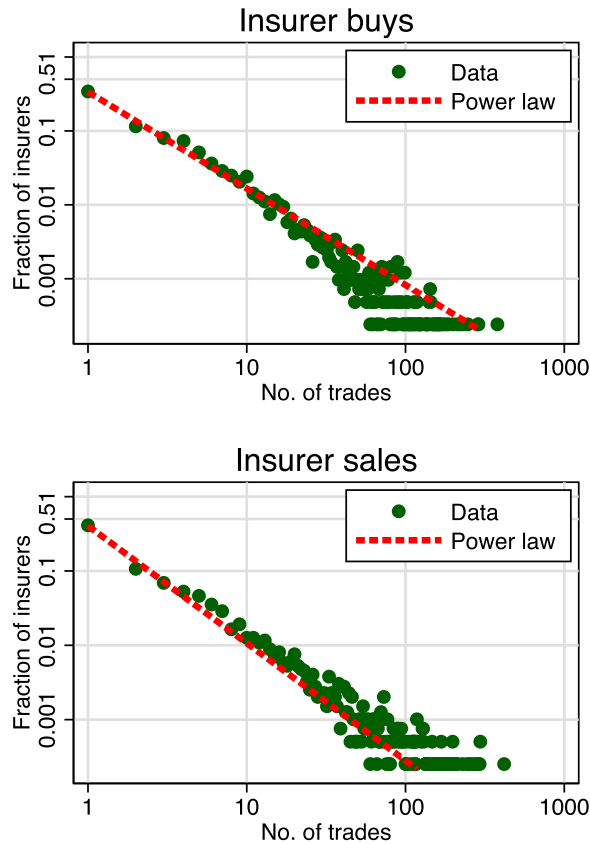 Insurer buys
Data
Power law
Fraction of insurers
0.51
0.1
0.01
0.001
1 10 100 1000
No. of trades
Insurer sales
Data
Power law
Fraction of insurers
0.51
0.1
0.01
0.001
1 10 100 1000
No. of trades